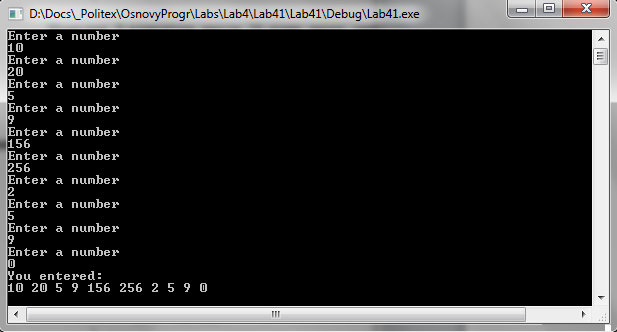 D:\Docs\_Politex\OsnovyProgr\Labs\Lab4\Lab41\Lab41\Debug\Lab41.exe
Enter a number
10
Enter a number
20
Enter a number
5
Enter a number
9
Enter a number
156
Enter a number
256
Enter a number
2
Enter a number
5
Enter a number
9
Enter a number
0
You entered:
10 20 5 9 156 256 2 5 9 0